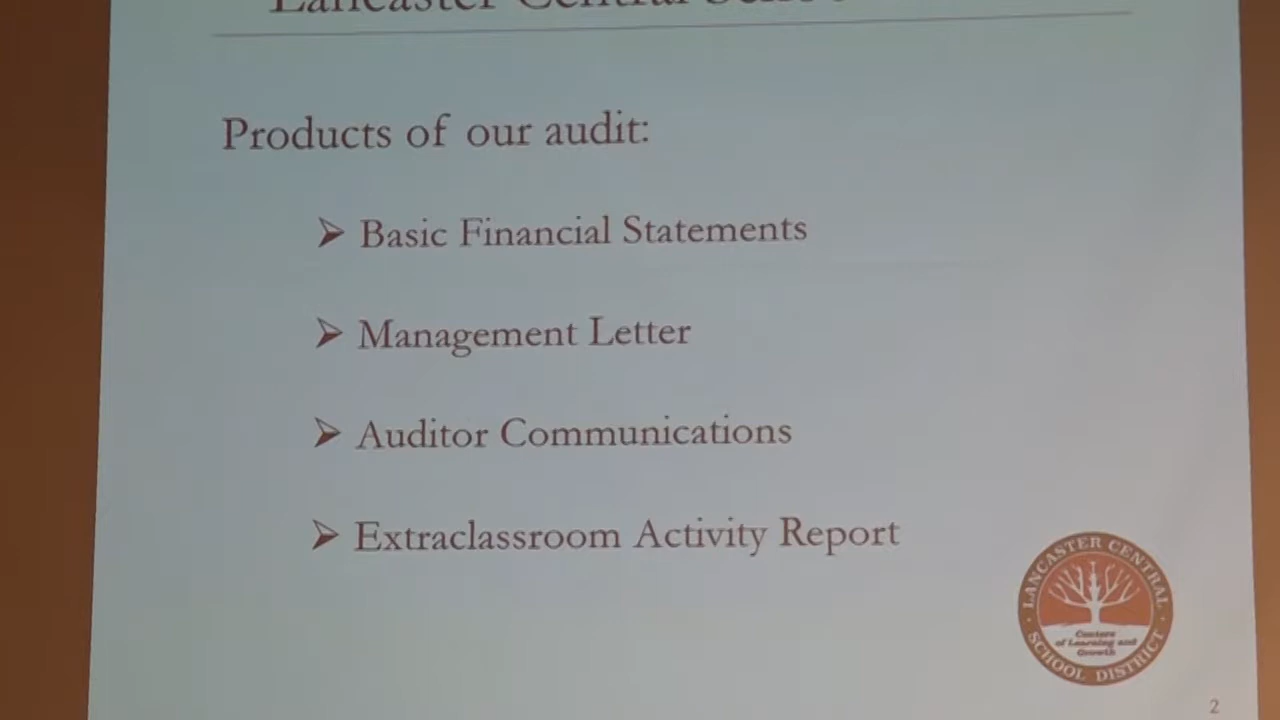 Lancaster Central
Products of our audit:
➢ Basic Financial Statements
➢ Management Letter
➢ Auditor Communications
➢ Extraclassroom Activity Report
LANCASTER CENTRAL
Centers
of Learning and
Growth
SCHOOL DISTRICT
2